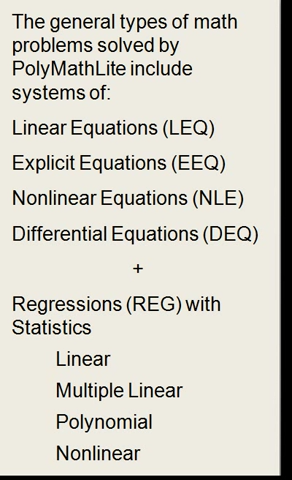 The general types of math
problems solved by
PolyMathLite include
systems of:
Linear Equations (LEQ)
Explicit Equations (EEQ)
Nonlinear Equations (NLE)
Differential Equations (DEQ)
+
Regressions (REG) with
Statistics
Linear
Multiple Linear
Polynomial
Nonlinear